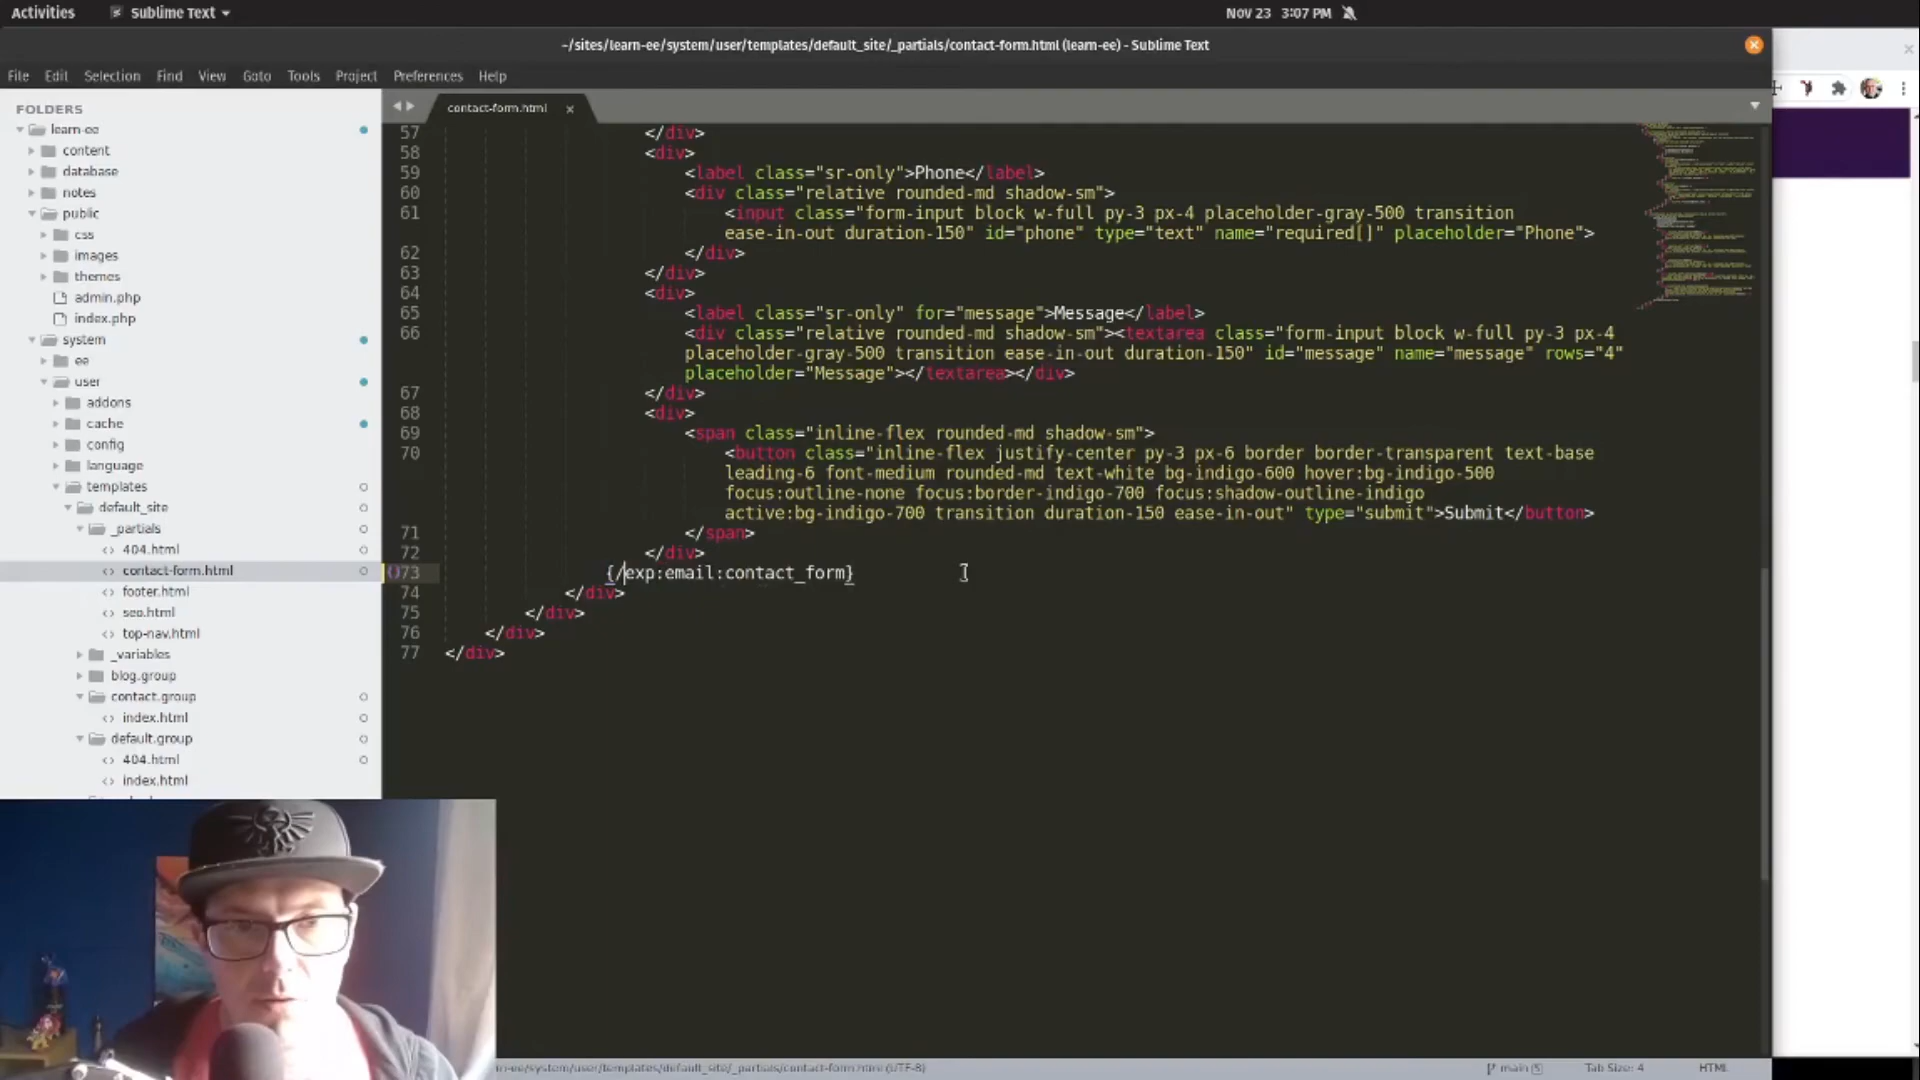 Activities
Sublime Text
Nov 23 3:07 PM
~/sites/learn-ee/system/user/templates/default_site/_partials/contact-form.html (learn-ee) - Sublime Text
File Edit Selection Find View Goto Tools Project Preferences Help
FOLDERS
learn-ee
content
database
notes
public
css
images
themes
admin.php
index.php
system
ee
user
addons
cache
config
language
templates
default_site
_partials
<> 404.html
<> contact-form.html
<> footer.html
<> seo.html
<> top-nav.html
_variables
blog.group
contact.group
<> index.html
default.group
<> 404.html
<> index.html
contact-form.html ×
57 </div>
58 <div>
59 <label class="sr-only">Phone</label>
60 <div class="relative rounded-md shadow-sm">
61 <input class="form-input block w-full py-3 px-4 placeholder-gray-500 transition
ease-in-out duration-150" id="phone" type="text" name="required[]" placeholder="Phone">
62 </div>
63 </div>
64 <div>
65 <label class="sr-only" for="message">Message</label>
66 <div class="relative rounded-md shadow-sm"><textarea class="form-input block w-full py-3 px-4
placeholder-gray-500 transition ease-in-out duration-150" id="message" name="message" rows="4"
placeholder="Message"></textarea></div>
67 </div>
68 <div>
69 <span class="inline-flex rounded-md shadow-sm">
70 <button class="inline-flex justify-center py-3 px-6 border border-transparent text-base
leading-6 font-medium rounded-md text-white bg-indigo-600 hover:bg-indigo-500
focus:outline-none focus:border-indigo-700 focus:shadow-outline-indigo
active:bg-indigo-700 transition duration-150 ease-in-out" type="submit">Submit</button>
71 </span>
72 </div>
73 {/exp:email:contact_form}
74 </div>
75 </div>
76 </div>
77 </div>
n-ee/system/user/templates/default_site/_partials/contact-form.html (UTF-8)
main
Tab Size: 4
HTML